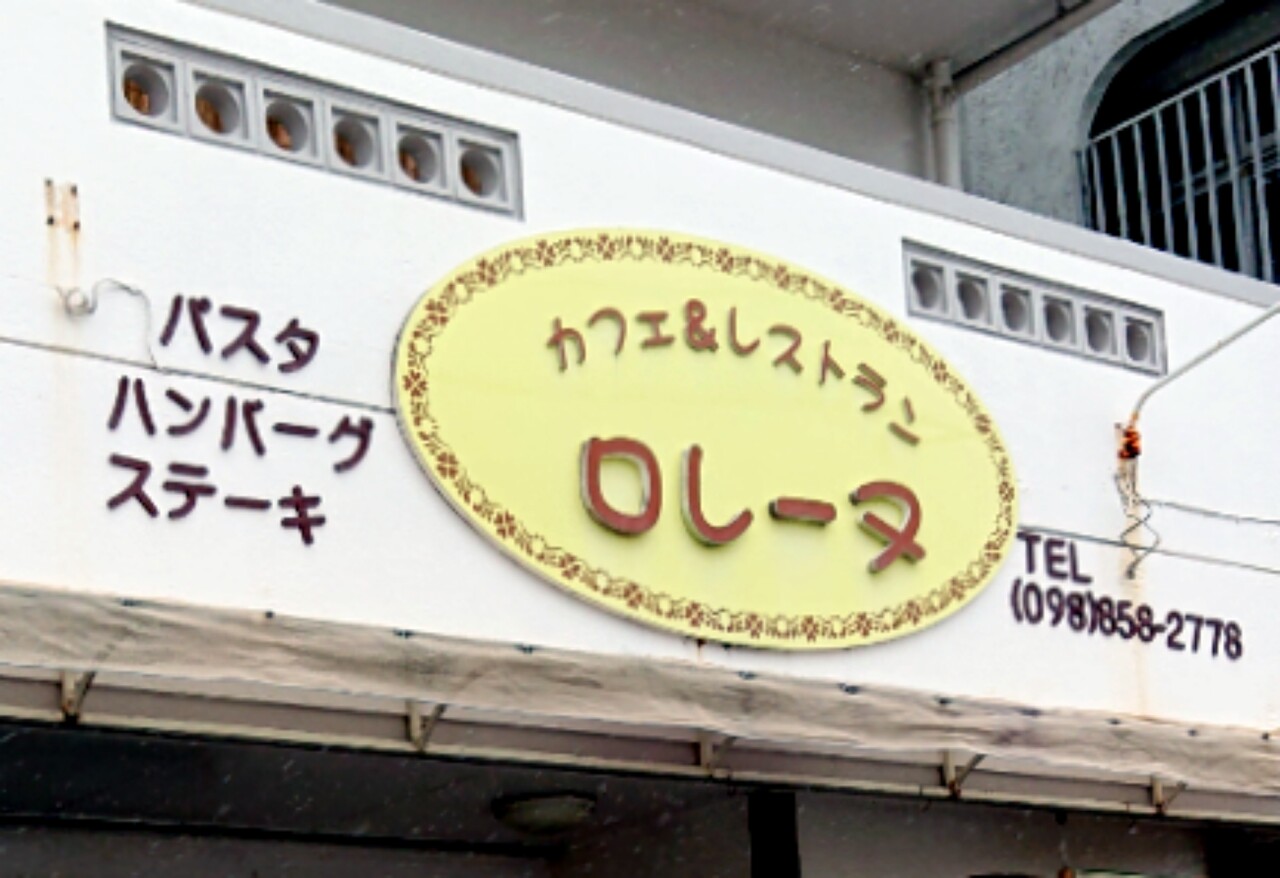 パスタ
ハンバーグ
ステーキ
カフェ&レストラン
ロレーヌ
TEL
(098)858-2778